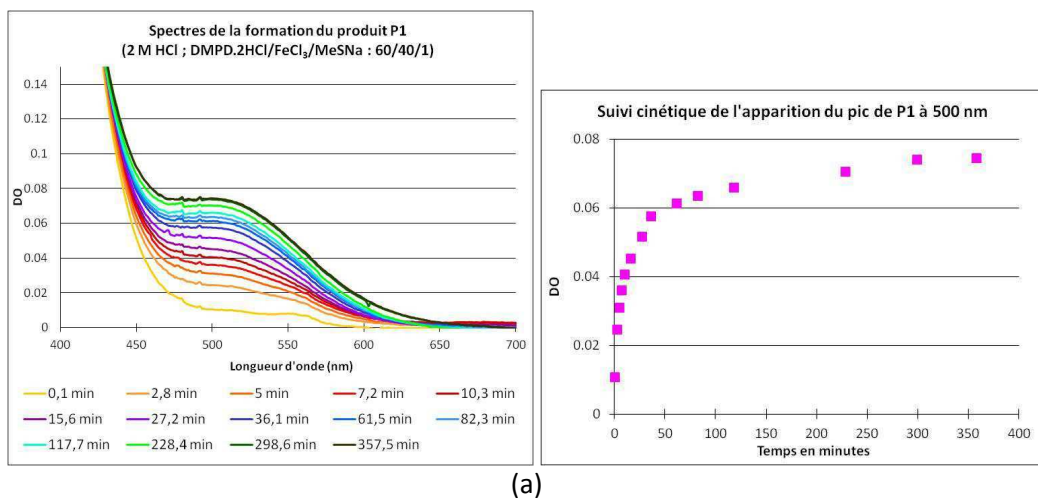 Spectres de la formation du produit P1
(2 M HCl ; DMPD.2HCl/FeCl₃/MeSNa : 60/40/1)
0.14
0.12
0.1
0.08
0.06
0.04
0.02
0
DO
400 450 500 550 600 650 700
Longueur d'onde (nm)
0,1 min 2,8 min 5 min 7,2 min 10,3 min
15,6 min 27,2 min 36,1 min 61,5 min 82,3 min
117,7 min 228,4 min 298,6 min 357,5 min
Suivi cinétique de l'apparition du pic de P1 à 500 nm
0.08
0.06
0.04
0.02
0
DO
0 50 100 150 200 250 300 350 400
Temps en minutes
(a)